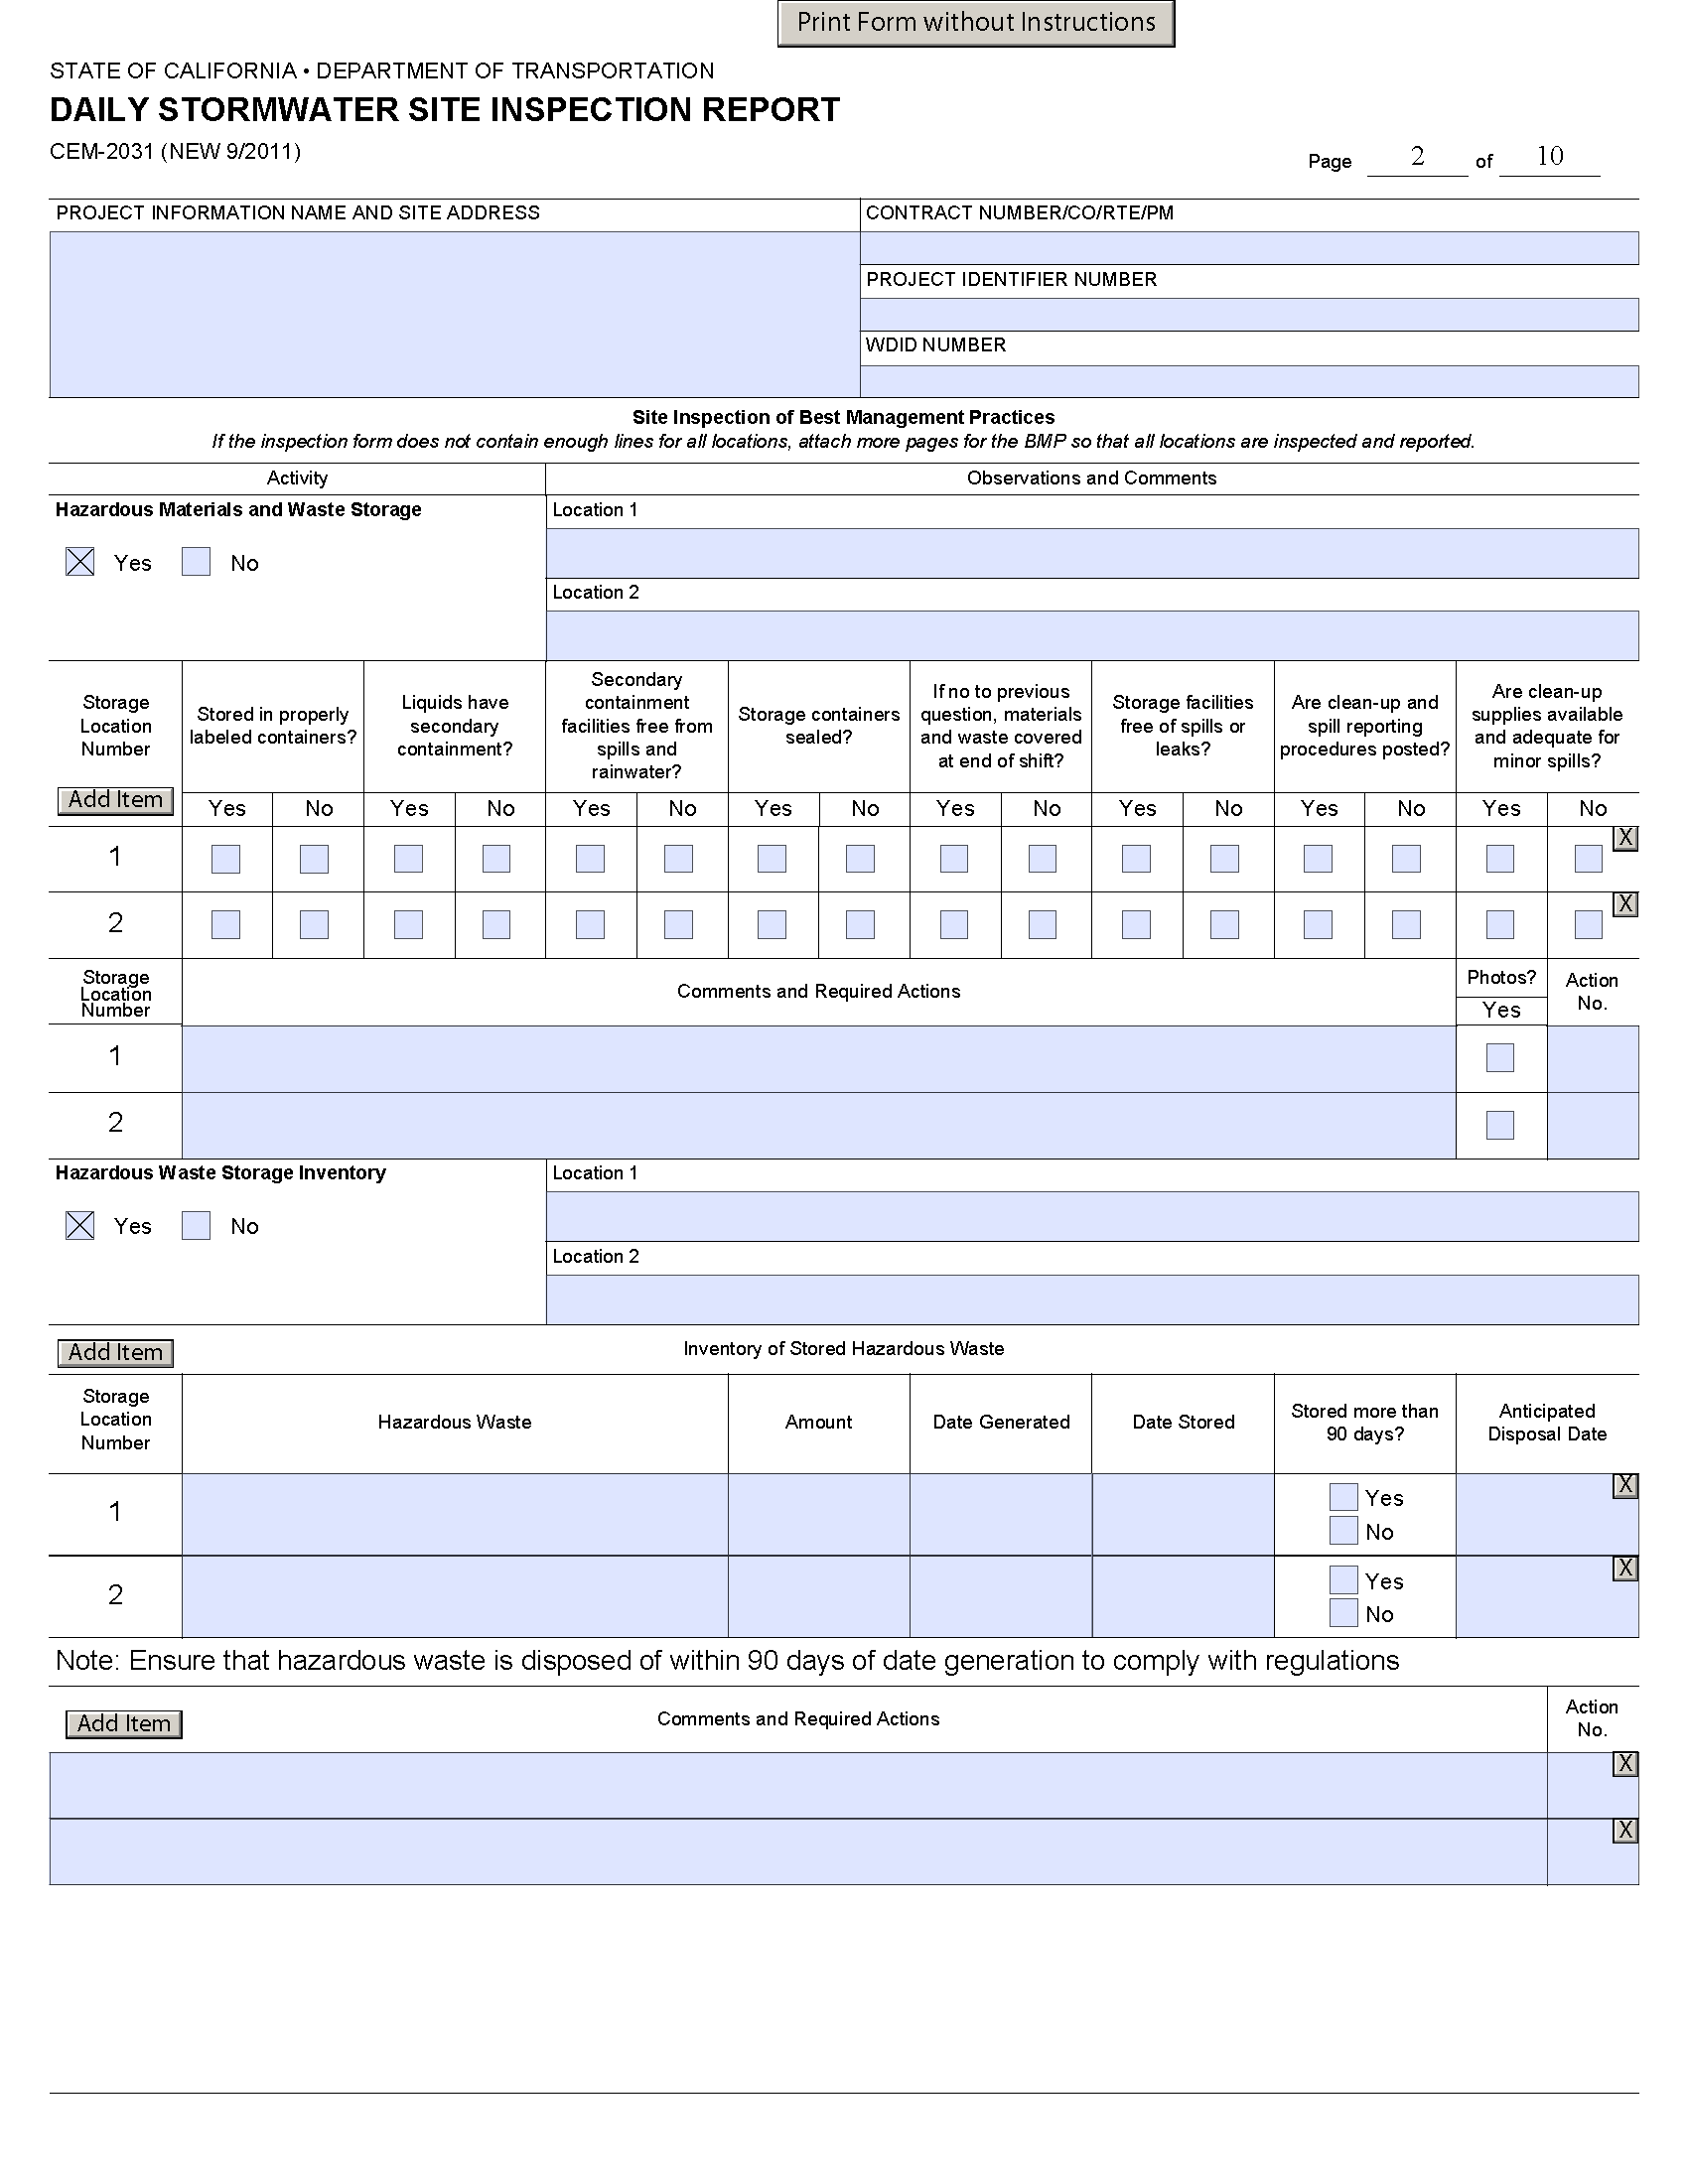 Print Form without Instructions
STATE OF CALIFORNIA • DEPARTMENT OF TRANSPORTATION
DAILY STORMWATER SITE INSPECTION REPORT
CEM-2031 (NEW 9/2011)
Page 2 of 10
PROJECT INFORMATION NAME AND SITE ADDRESS
CONTRACT NUMBER/CO/RTE/PM
PROJECT IDENTIFIER NUMBER
WDID NUMBER
Site Inspection of Best Management Practices
If the inspection form does not contain enough lines for all locations, attach more pages for the BMP so that all locations are inspected and reported.
Activity
Observations and Comments
Hazardous Materials and Waste Storage
Yes No
Location 1
Location 2
Storage
Location
Number
Add Item
Stored in properly
labeled containers?
Liquids have
secondary
containment?
Secondary
containment
facilities free from
spills and
rainwater?
Storage containers
sealed?
If no to previous
question, materials
and waste covered
at end of shift?
Storage facilities
free of spills or
leaks?
Are clean-up and
spill reporting
procedures posted?
Are clean-up
supplies available
and adequate for
minor spills?
Yes No Yes No Yes No Yes No Yes No Yes No Yes No Yes No
1 X
2 X
Storage
Location
Number
Comments and Required Actions
Photos?
Yes
Action
No.
1
2
Hazardous Waste Storage Inventory
Yes No
Location 1
Location 2
Add Item
Inventory of Stored Hazardous Waste
Storage
Location
Number
Hazardous Waste
Amount
Date Generated
Date Stored
Stored more than
90 days?
Anticipated
Disposal Date
1
Yes
No
X
2
Yes
No
X
Note: Ensure that hazardous waste is disposed of within 90 days of date generation to comply with regulations
Add Item
Comments and Required Actions
Action
No.
X
X